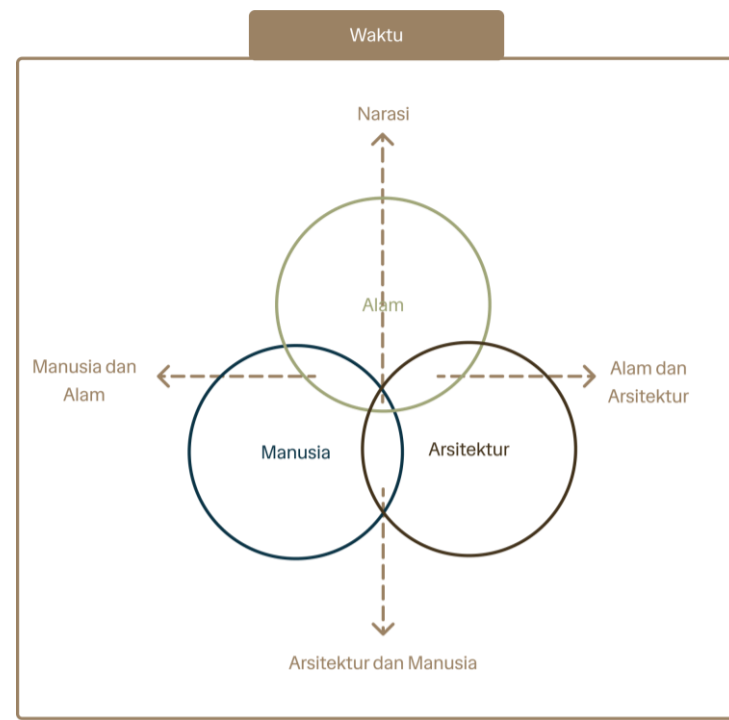 Waktu
Narasi
Alam
Manusia dan
Alam
Alam dan
Arsitektur
Manusia
Arsitektur
Arsitektur dan Manusia